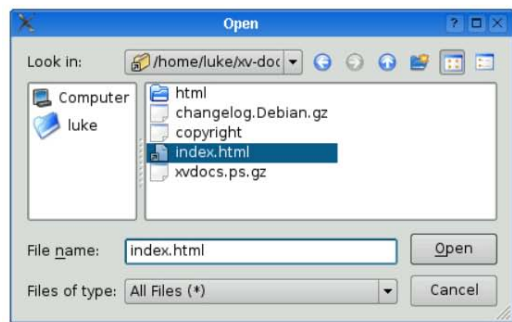 Open
Look in: /home/luke/xv-doc
Computer
luke
html
changelog.Debian.gz
copyright
index.html
xvdocs.ps.gz
File name: index.html Open
Files of type: All Files (*) Cancel